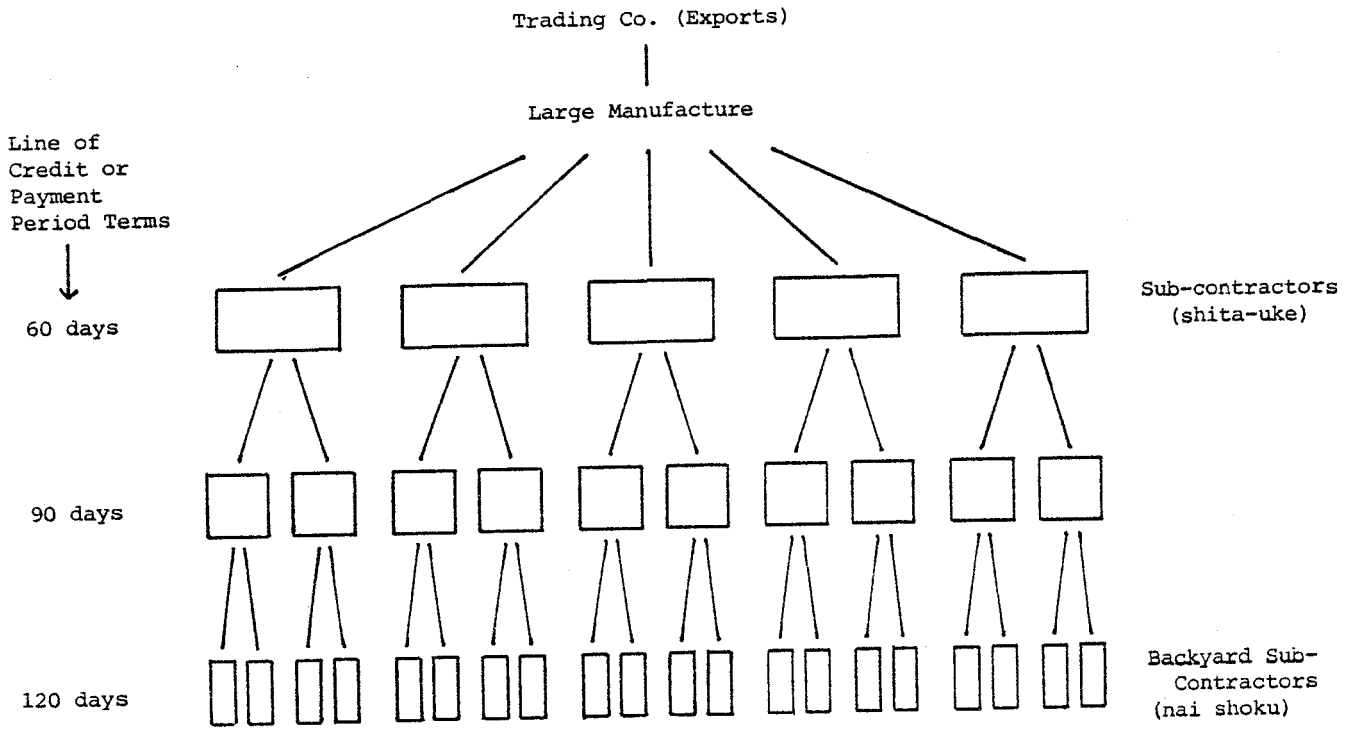 Trading Co. (Exports)
Large Manufacture
Line of
Credit or
Payment
Period Terms
60 days
Sub-contractors
(shita-uke)
90 days
120 days
Backyard Sub-
Contractors
(nai shoku)